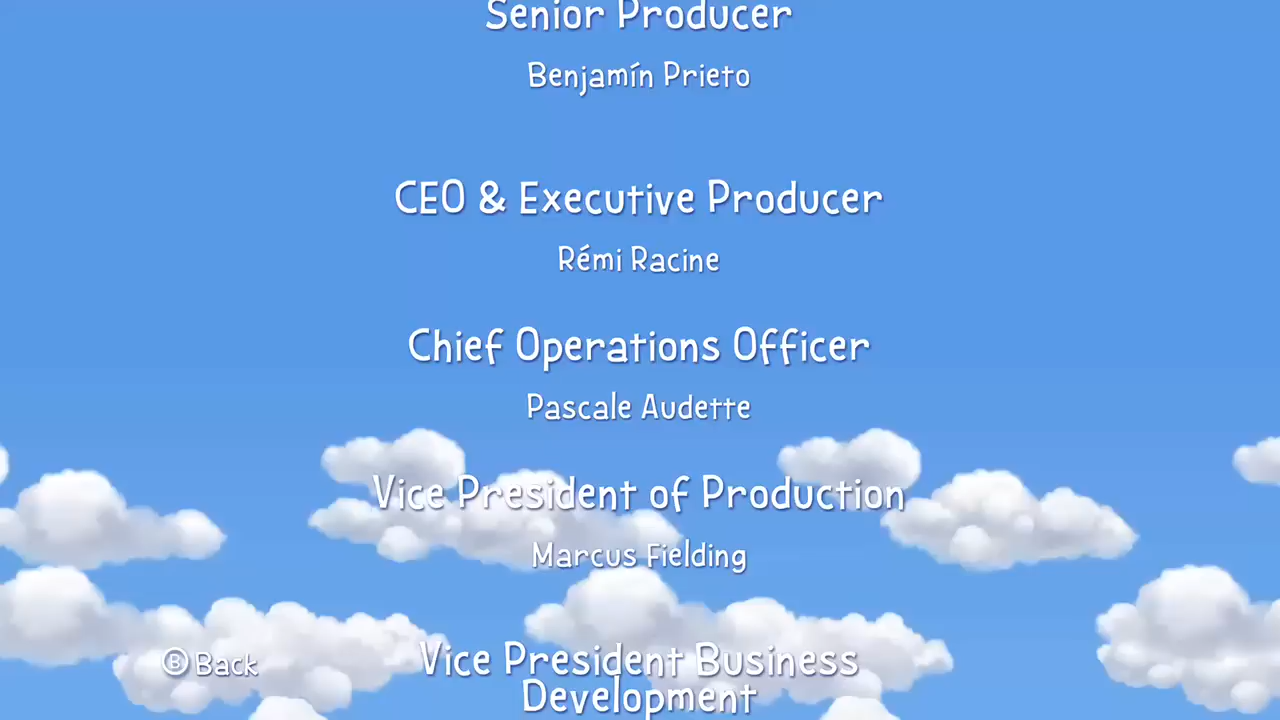 Senior Producer
Benjamín Prieto
CEO & Executive Producer
Rémi Racine
Chief Operations Officer
Pascale Audette
Vice President of Production
Marcus Fielding
Vice President Business
Development
B Back